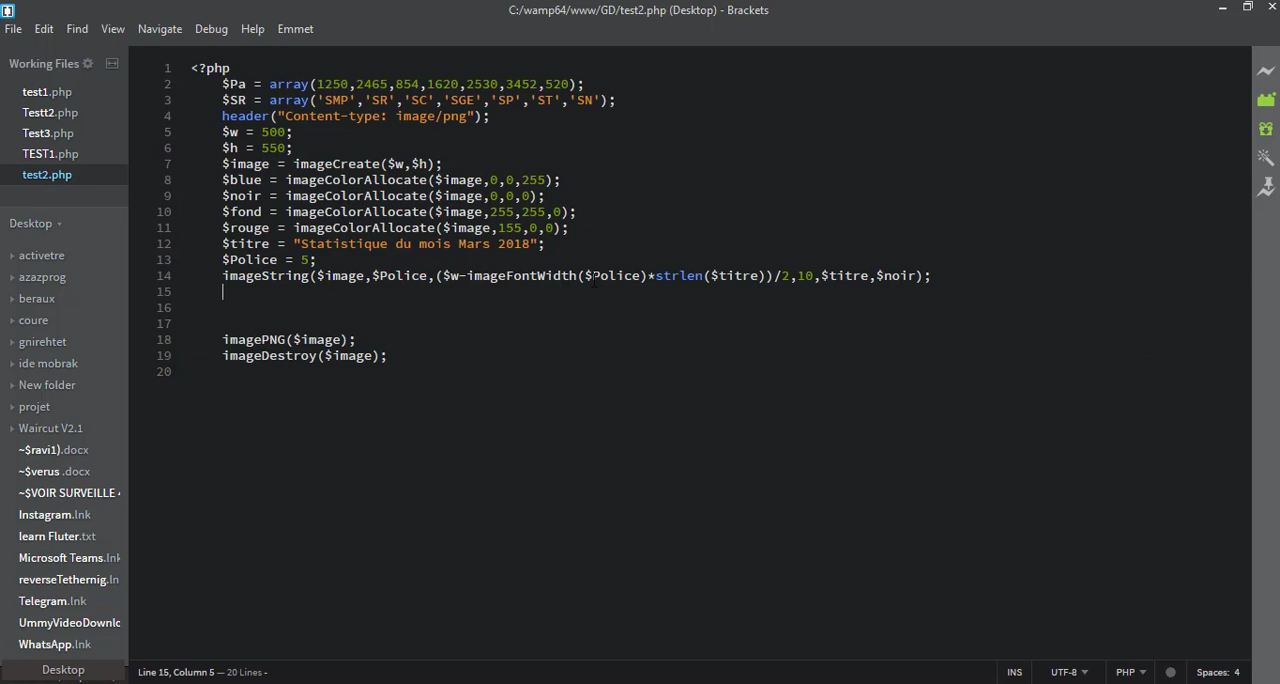 C:/wamp64/www/GD/test2.php (Desktop) - Brackets
File Edit Find View Navigate Debug Help Emmet
Working Files
test1.php
Testt2.php
Test3.php
TEST1.php
test2.php
Desktop
activetre
azazprog
beraux
coure
gnirehtet
ide mobrak
New folder
projet
Waircut V2.1
~$ravi1).docx
~$verus .docx
~$VOIR SURVEILLE
Instagram.lnk
learn Fluter.txt
Microsoft Teams.ln
reverseTethernig.ln
Telegram.lnk
UmmyVideoDownlo
WhatsApp.lnk
Desktop
1 <?php
2 $Pa = array(1250,2465,854,1620,2530,3452,520);
3 $SR = array('SMP','SR','SC','SGE','SP','ST','SN');
4 header("Content-type: image/png");
5 $w = 500;
6 $h = 550;
7 $image = imageCreate($w,$h);
8 $blue = imageColorAllocate($image,0,0,255);
9 $noir = imageColorAllocate($image,0,0,0);
10 $fond = imageColorAllocate($image,255,255,0);
11 $rouge = imageColorAllocate($image,155,0,0);
12 $titre = "Statistique du mois Mars 2018";
13 $Police = 5;
14 imageString($image,$Police,($w-imageFontWidth($Police)*strlen($titre))/2,10,$titre,$noir);
15
16
17
18 imagePNG($image);
19 imageDestroy($image);
20
Line 15, Column 5 — 20 Lines -
INS UTF-8 PHP Spaces: 4